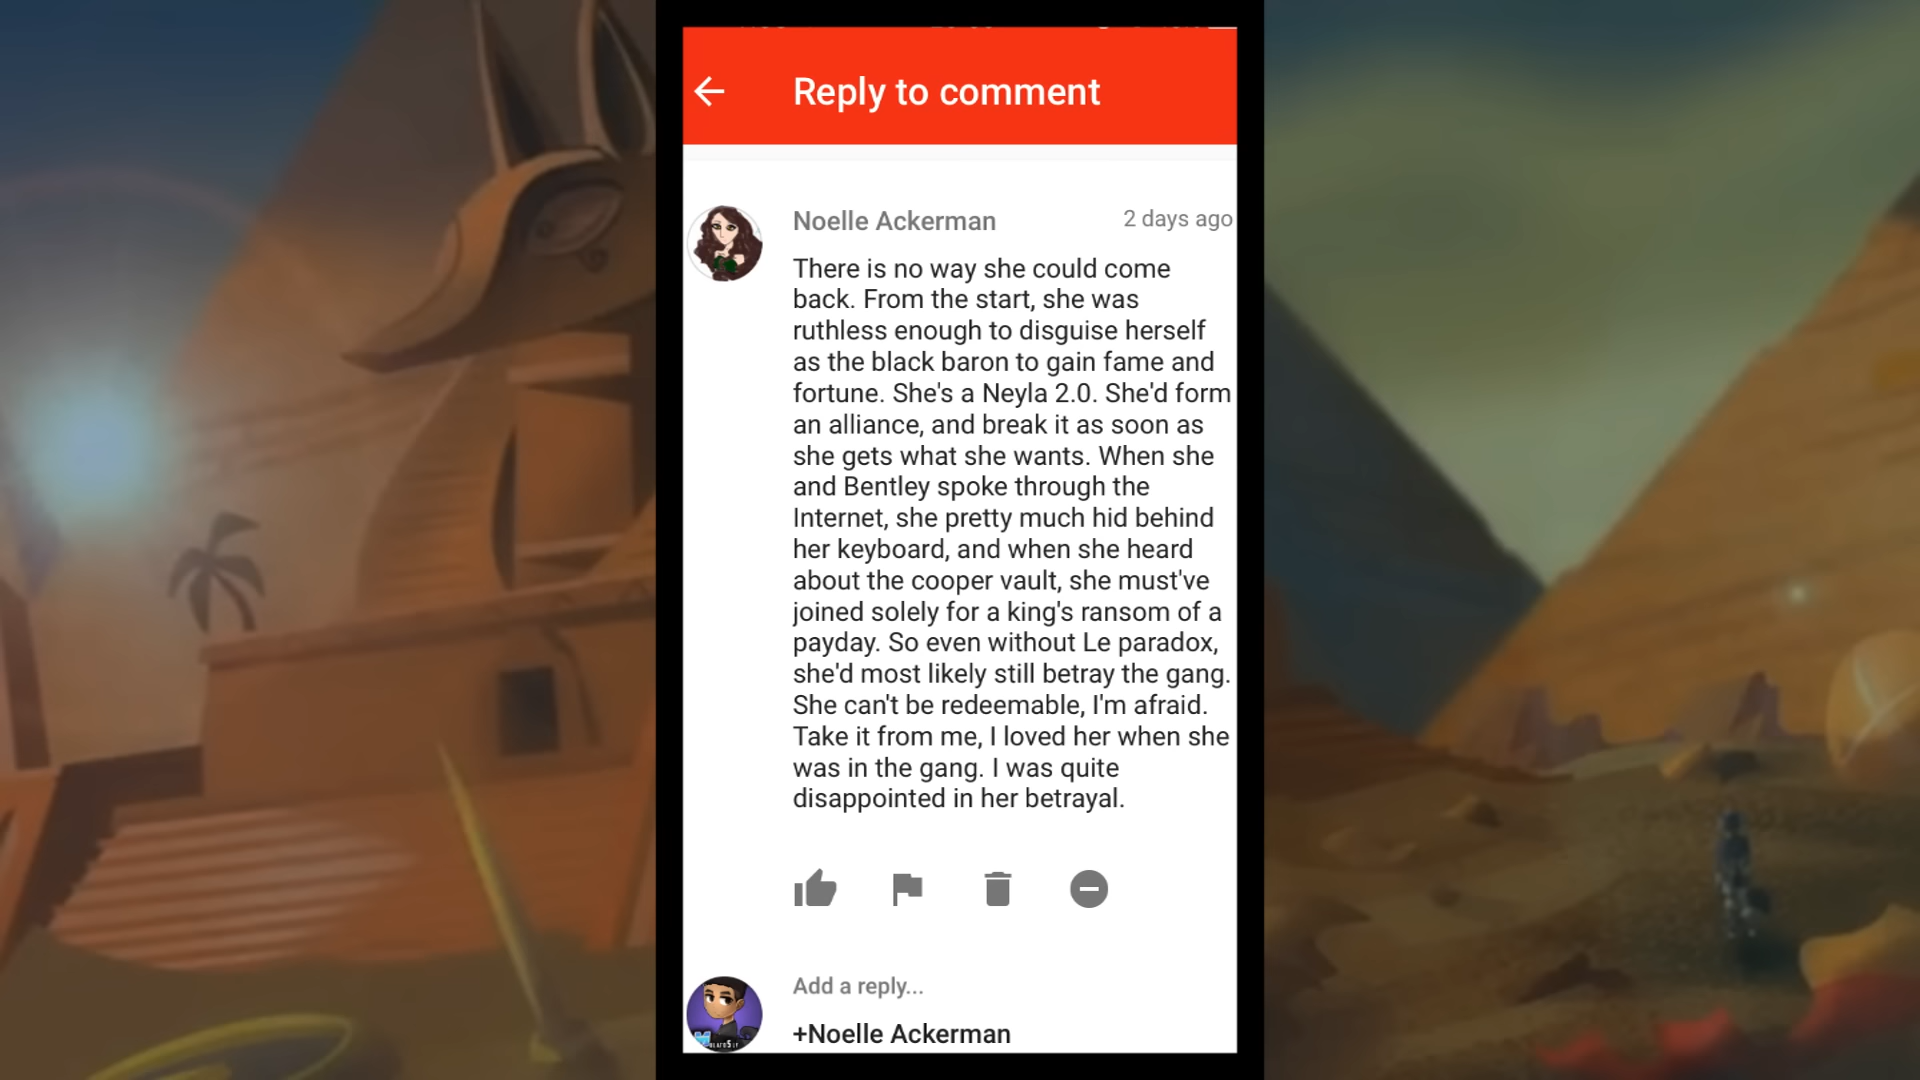 Reply to comment
Noelle Ackerman
2 days ago
There is no way she could come
back. From the start, she was
ruthless enough to disguise herself
as the black baron to gain fame and
fortune. She's a Neyla 2.0. She'd form
an alliance, and break it as soon as
she gets what she wants. When she
and Bentley spoke through the
Internet, she pretty much hid behind
her keyboard, and when she heard
about the cooper vault, she must've
joined solely for a king's ransom of a
payday. So even without Le paradox,
she'd most likely still betray the gang.
She can't be redeemable, I'm afraid.
Take it from me, I loved her when she
was in the gang. I was quite
disappointed in her betrayal.
Add a reply...
+Noelle Ackerman